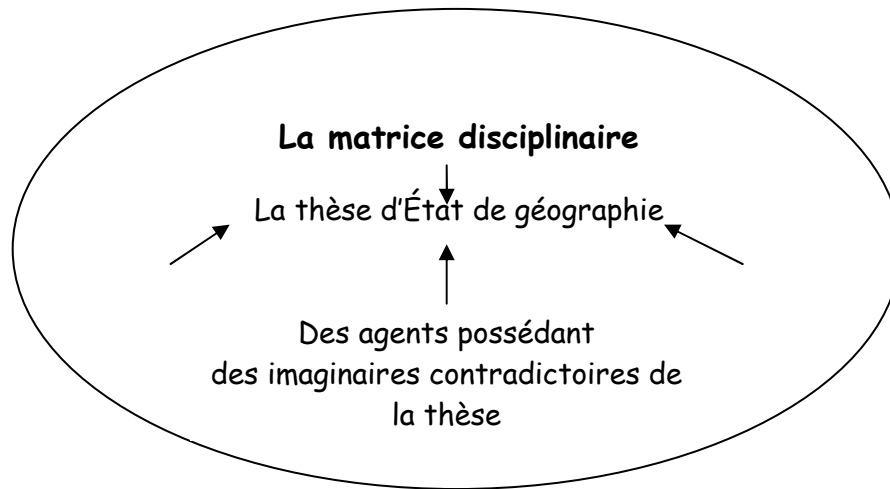 La matrice disciplinaire
La thèse d'État de géographie
Des agents possédant
des imaginaires contradictoires de
la thèse